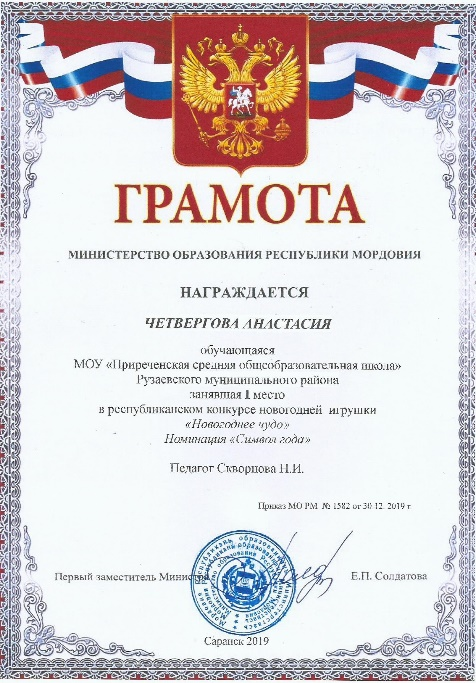 ГРАМОТА
МИНИСТЕРСТВО ОБРАЗОВАНИЯ РЕСПУБЛИКИ МОРДОВИЯ
НАГРАЖДАЕТСЯ
ЧЕТВЕРГОВА АНАСТАСИЯ
обучающаяся
МОУ «Приреченская средняя общеобразовательная школа»
Рузаевского муниципального района
занявшая I место
в республиканском конкурсе новогодней игрушки
«Новогоднее чудо»
Номинация «Символ года»
Педагог Скворцова Н.И.
Приказ МО РМ № 1582 от 30.12. 2019 г
Первый заместитель Министра
Е.П. Солдатова
Саранск 2019